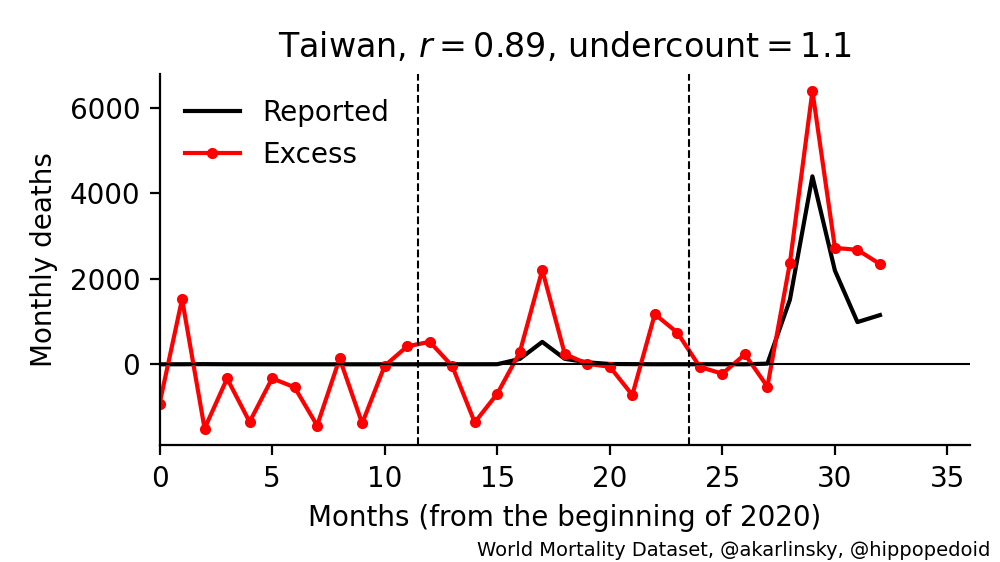 Taiwan, r = 0.89, undercount = 1.1
Reported
Excess
Monthly deaths
6000
4000
2000
0
0 5 10 15 20 25 30 35
Months (from the beginning of 2020)
World Mortality Dataset, @akarlinsky, @hippopedoid